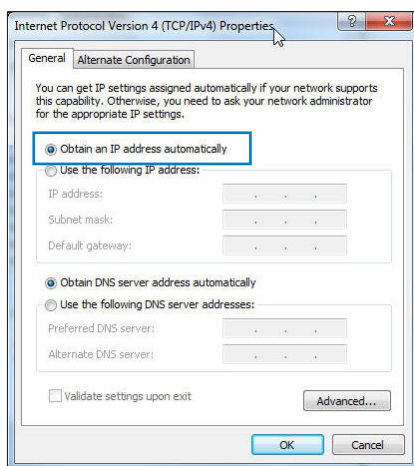 Internet Protocol Version 4 (TCP/IPv4) Properties
General
Alternate Configuration
You can get IP settings assigned automatically if your network supports
this capability. Otherwise, you need to ask your network administrator
for the appropriate IP settings.
Obtain an IP address automatically
Use the following IP address:
IP address:
Subnet mask:
Default gateway:
Obtain DNS server address automatically
Use the following DNS server addresses:
Preferred DNS server:
Alternate DNS server:
Validate settings upon exit
Advanced...
OK
Cancel